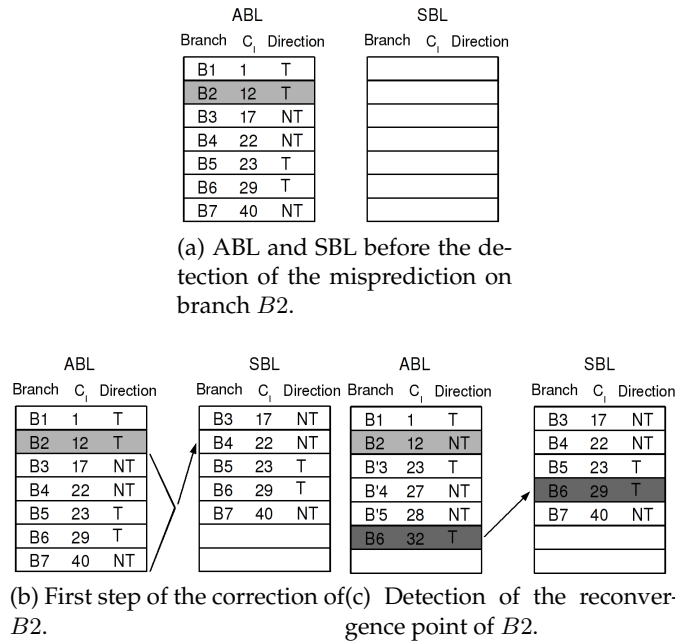 ABL SBL
Branch C_I Direction Branch C_I Direction
B1 1 T
B2 12 T
B3 17 NT
B4 22 NT
B5 23 T
B6 29 T
B7 40 NT
(a) ABL and SBL before the de-
tection of the misprediction on
branch B2.
ABL SBL ABL SBL
Branch C_I Direction Branch C_I Direction Branch C_I Direction Branch C_I Direction
B1 1 T B3 17 NT B1 1 T B3 17 NT
B2 12 T B4 22 NT B2 12 NT B4 22 NT
B3 17 NT B5 23 T B'3 23 T B5 23 T
B4 22 NT B6 29 T B'4 27 NT B6 29 T
B5 23 T B7 40 NT B'5 28 NT B7 40 NT
B6 29 T B6 32 T
B7 40 NT
(b) First step of the correction of (c) Detection of the reconver-
B2. gence point of B2.